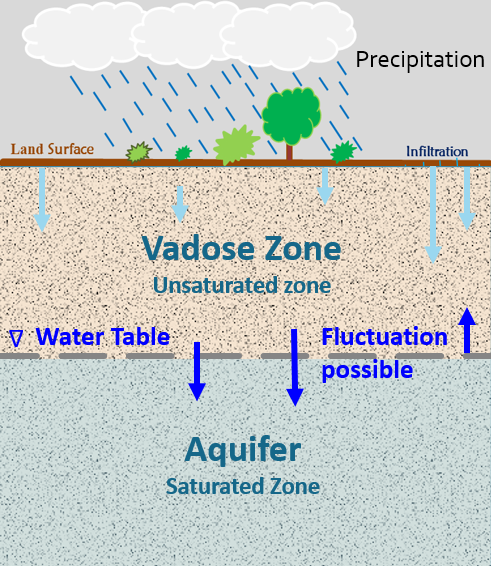 Precipitation
Land Surface
Infiltration
Vadose Zone
Unsaturated zone
∇ Water Table
Fluctuation
possible
Aquifer
Saturated Zone